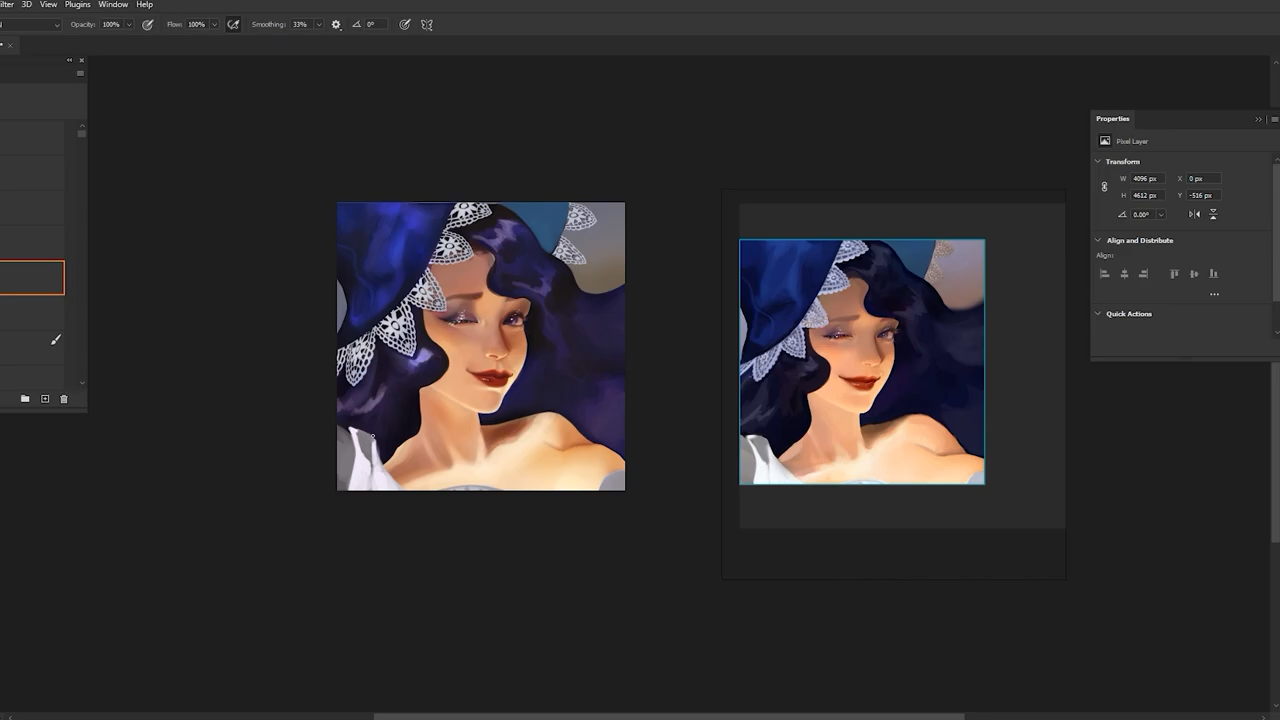 3D View Plugins Window Help
Opacity: 100% Flow: 100% Smoothing: 33% 0°
Properties
Pixel Layer
Transform
W 4096 px X 0 px
H 4612 px Y -516 px
0.00°
Align and Distribute
Align:
Quick Actions